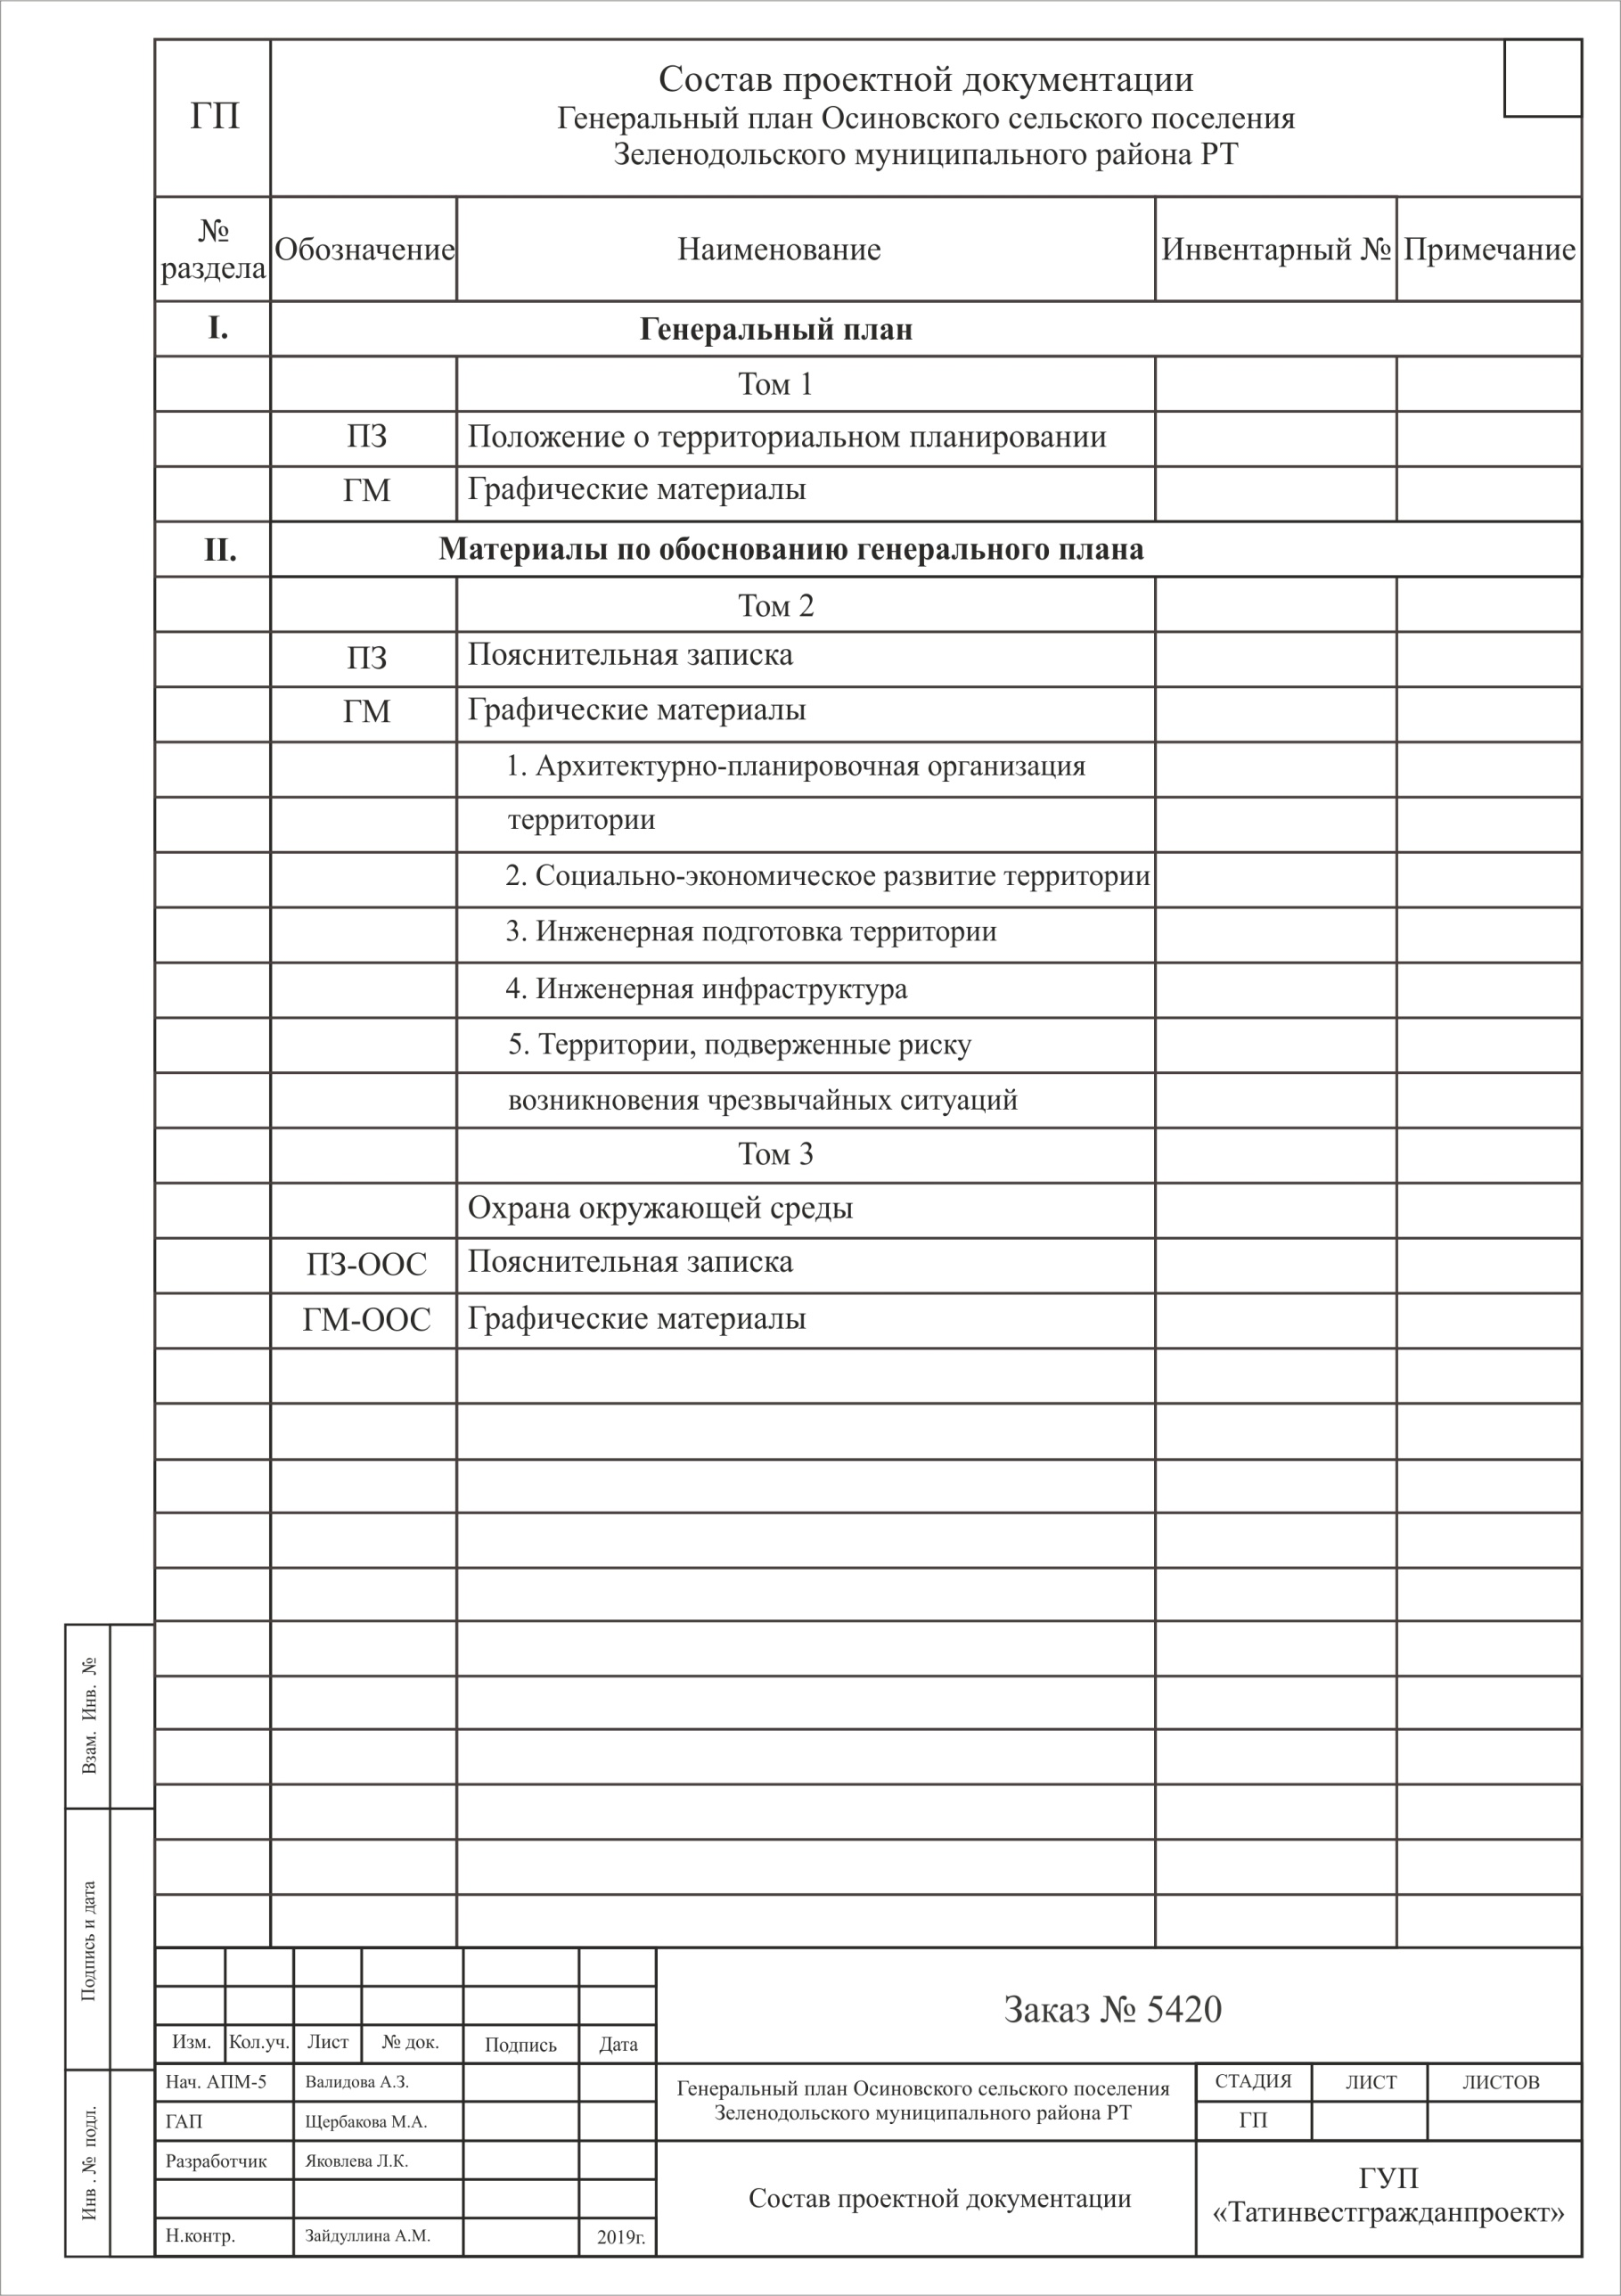 ГП
Состав проектной документации
Генеральный план Осиновского сельского поселения
Зеленодольского муниципального района РТ
№
раздела
Обозначение
Наименование
Инвентарный №
Примечание
I.
Генеральный план
Том 1
ПЗ
Положение о территориальном планировании
ГМ
Графические материалы
II.
Материалы по обоснованию генерального плана
Том 2
ПЗ
Пояснительная записка
ГМ
Графические материалы
1. Архитектурно-планировочная организация
территории
2. Социально-экономическое развитие территории
3. Инженерная подготовка территории
4. Инженерная инфраструктура
5. Территории, подверженные риску
возникновения чрезвычайных ситуаций
Том 3
Охрана окружающей среды
ПЗ-ООС
Пояснительная записка
ГМ-ООС
Графические материалы
Взам. Инв. №
Подпись и дата
Инв . № подл.
Изм.
Кол.уч.
Лист
№ док.
Подпись
Дата
Заказ № 5420
Нач. АПМ-5
Валидова А.З.
ГАП
Щербакова М.А.
Разработчик
Яковлева Л.К.
Н.контр.
Зайдуллина А.М.
2019г.
Генеральный план Осиновского сельского поселения
Зеленодольского муниципального района РТ
СТАДИЯ
ЛИСТ
ЛИСТОВ
ГП
Состав проектной документации
ГУП
«Татинвестгражданпроект»